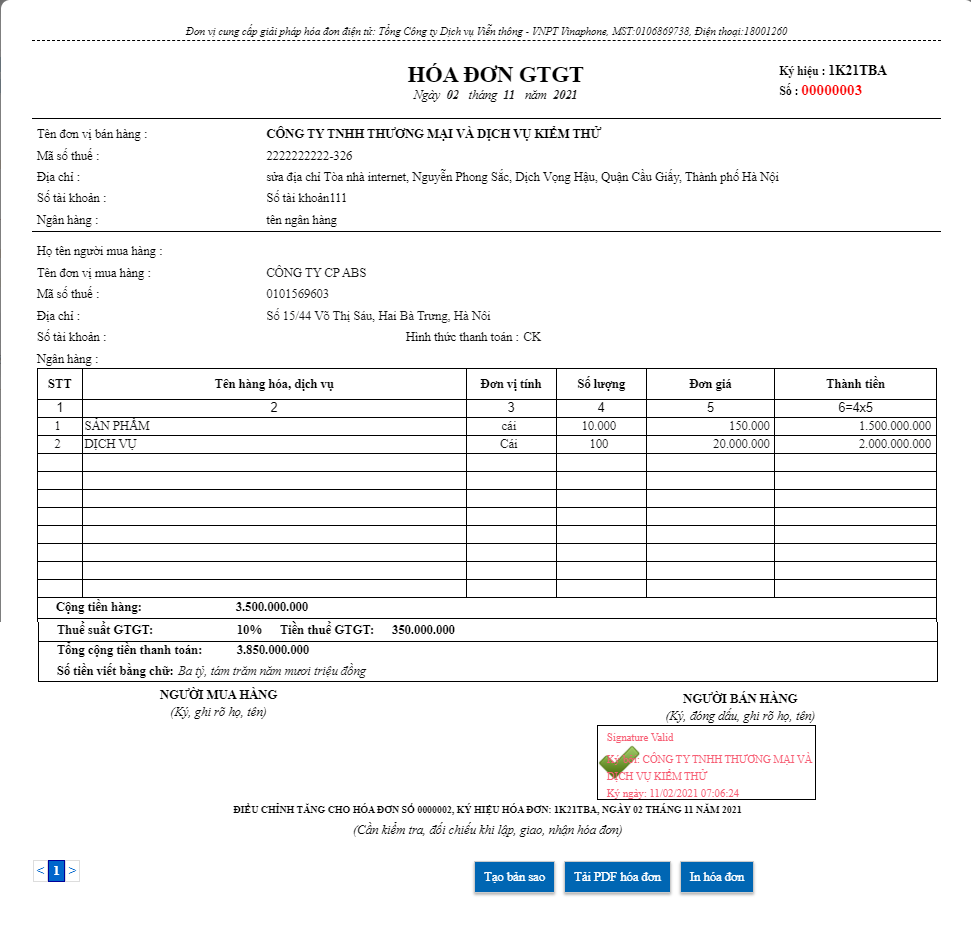 Đơn vị cung cấp giải pháp hóa đơn điện tử: Tổng Công ty Dịch vụ Viễn thông - VNPT Vinaphone, MST:0106869738, Điện thoại:18001260
HÓA ĐƠN GTGT
Ký hiệu : 1K21TBA
Ngày 02 tháng 11 năm 2021
Số : 00000003
Tên đơn vị bán hàng : CÔNG TY TNHH THƯƠNG MẠI VÀ DỊCH VỤ KIỂM THỬ
Mã số thuế : 2222222222-326
Địa chỉ : sửa địa chỉ Tòa nhà internet, Nguyễn Phong Sắc, Dịch Vọng Hậu, Quận Cầu Giấy, Thành phố Hà Nội
Số tài khoản : Số tài khoản111
Ngân hàng : tên ngân hàng
Họ tên người mua hàng :
Tên đơn vị mua hàng : CÔNG TY CP ABS
Mã số thuế : 0101569603
Địa chỉ : Số 15/44 Võ Thị Sáu, Hai Bà Trưng, Hà Nôi
Số tài khoản : Hình thức thanh toán : CK
Ngân hàng :
STT Tên hàng hóa, dịch vụ Đơn vị tính Số lượng Đơn giá Thành tiền
1 2 3 4 5 6=4x5
1 SẢN PHẨM cái 10.000 150.000 1.500.000.000
2 DỊCH VỤ Cái 100 20.000.000 2.000.000.000
Cộng tiền hàng: 3.500.000.000
Thuế suất GTGT: 10% Tiền thuế GTGT: 350.000.000
Tổng cộng tiền thanh toán: 3.850.000.000
Số tiền viết bằng chữ: Ba tỷ, tám trăm năm mươi triệu đồng
NGƯỜI MUA HÀNG
(Ký, ghi rõ họ, tên)
NGƯỜI BÁN HÀNG
(Ký, đóng dấu, ghi rõ họ, tên)
Signature Valid
Ký bởi: CÔNG TY TNHH THƯƠNG MẠI VÀ
DỊCH VỤ KIỂM THỬ
Ký ngày: 11/02/2021 07:06:24
ĐIỀU CHỈNH TĂNG CHO HÓA ĐƠN SỐ 0000002, KÝ HIỆU HÓA ĐƠN: 1K21TBA, NGÀY 02 THÁNG 11 NĂM 2021
(Cần kiểm tra, đối chiếu khi lập, giao, nhận hóa đơn)
< 1 > Tạo bản sao Tải PDF hóa đơn In hóa đơn